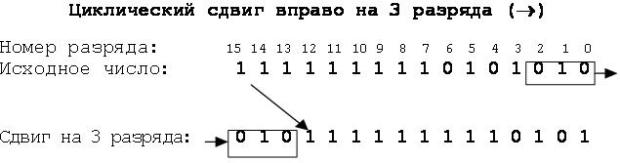 Циклический сдвиг вправо на 3 разряда (→)
Номер разряда: 15 14 13 12 11 10 9 8 7 6 5 4 3 2 1 0
Исходное число: 1 1 1 1 1 1 1 1 1 0 1 0 1 0 1 0
Сдвиг на 3 разряда: 0 1 0 1 1 1 1 1 1 1 1 1 0 1 0 1